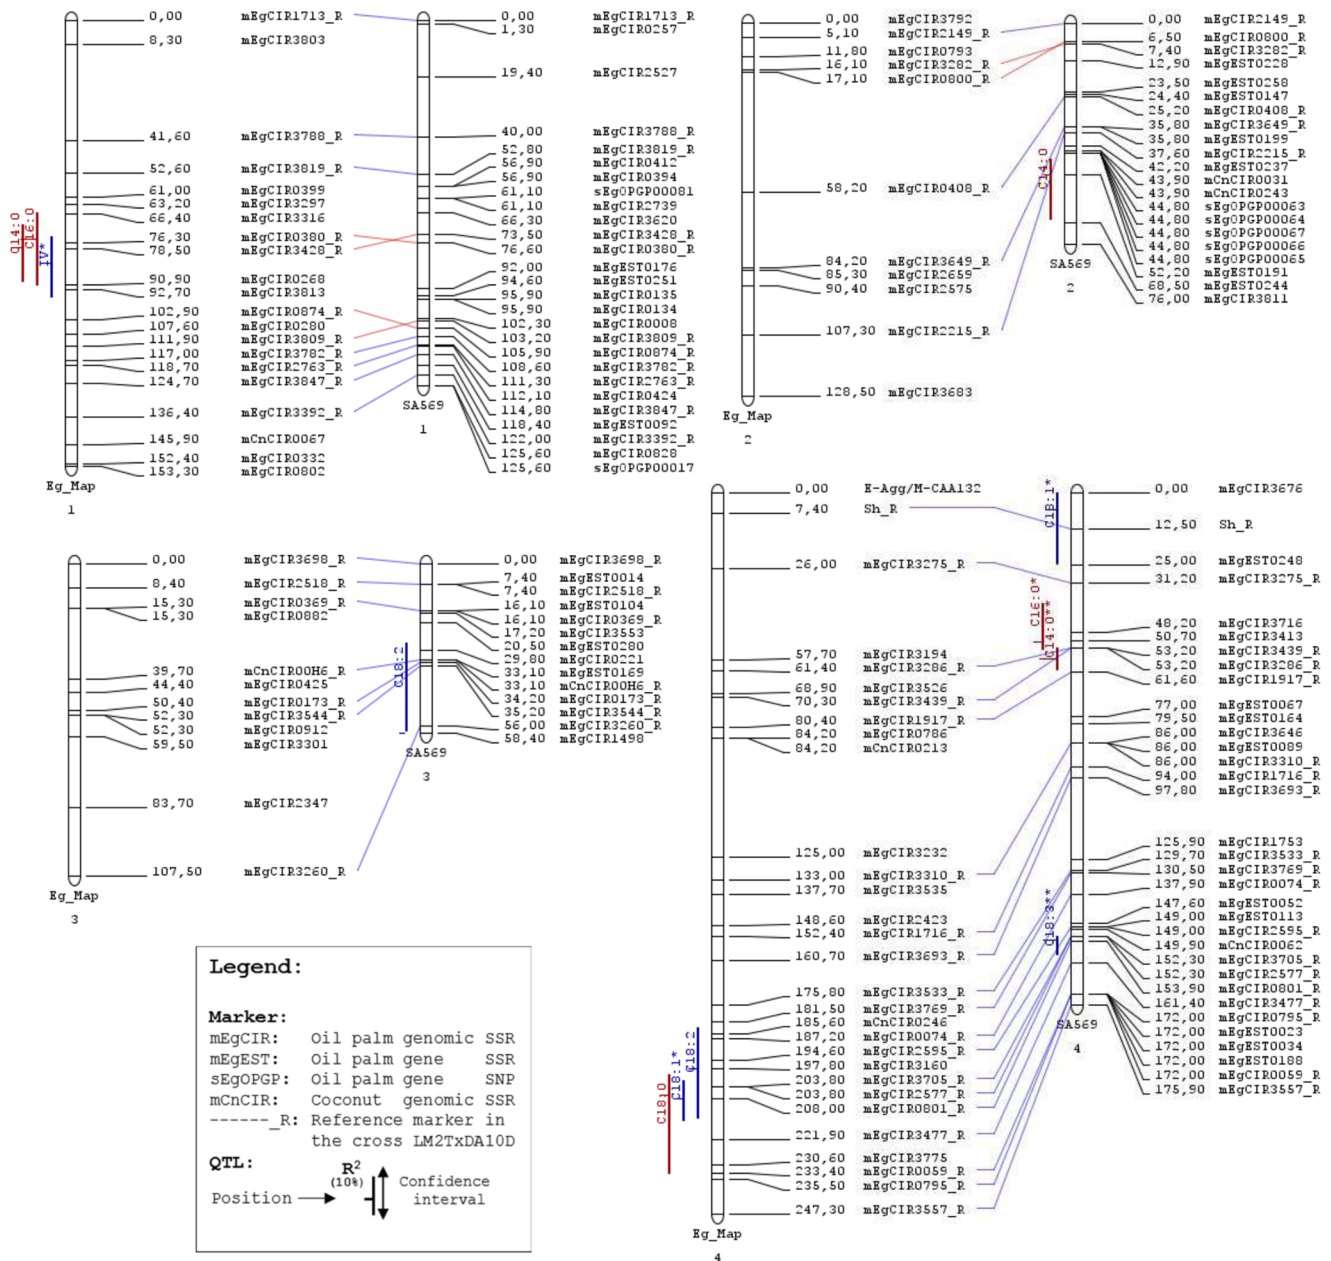 0,00 mEgCIR1713_R
8,30 mEgCIR3803
41,60 mEgCIR3788_R
52,60 mEgCIR3819_R
61,00 mEgCIR0399
63,20 mEgCIR3297
66,40 mEgCIR3316
76,30 mEgCIR0380_R
78,50 mEgCIR3428_R
90,90 mEgCIR0268
92,70 mEgCIR3813
102,90 mEgCIR0874_R
107,60 mEgCIR0280
111,90 mEgCIR3809_R
117,00 mEgCIR3782_R
118,70 mEgCIR2763_R
124,70 mEgCIR3847_R
136,40 mEgCIR3392_R
145,90 mCnCIR0067
152,40 mEgCIR0332
153,30 mEgCIR0802
Eg_Map
1
C16:0
IV*
0,00 mEgCIR1713_R
1,30 mEgCIR0257
19,40 mEgCIR2527
40,00 mEgCIR3788_R
52,80 mEgCIR3819_R
56,90 mEgCIR0412
56,90 mEgCIR0394
61,10 sEgOPGP00081
61,10 mEgCIR2739
66,30 mEgCIR3620
73,50 mEgCIR3428_R
76,60 mEgCIR0380_R
92,00 mEgEST0176
94,60 mEgEST0251
95,90 mEgCIR0135
95,90 mEgCIR0134
102,30 mEgCIR0008
103,20 mEgCIR3809_R
105,90 mEgCIR0874_R
108,60 mEgCIR3782_R
111,30 mEgCIR2763_R
112,10 mEgCIR0424
114,80 mEgCIR3847_R
118,40 mEgEST0092
122,00 mEgCIR3392_R
125,60 mEgCIR0828
125,60 sEgOPGP00017
SA569
1
0,00 mEgCIR3792
5,10 mEgCIR2149_R
11,80 mEgCIR0793
16,10 mEgCIR3282_R
17,10 mEgCIR0800_R
58,20 mEgCIR0408_R
84,20 mEgCIR3649_R
85,30 mEgCIR2659
90,40 mEgCIR2575
107,30 mEgCIR2215_R
128,50 mEgCIR3683
Eg_Map
2
C14:0
0,00 mEgCIR2149_R
6,50 mEgCIR0800_R
7,40 mEgCIR3282_R
12,90 mEgEST0228
23,50 mEgEST0258
24,40 mEgEST0147
25,20 mEgCIR0408_R
35,80 mEgCIR3649_R
35,80 mEgEST0199
37,60 mEgCIR2215_R
42,20 mEgEST0237
43,90 mCnCIR0031
43,90 mCnCIR0243
44,80 sEgOPGP00063
44,80 sEgOPGP00064
44,80 sEgOPGP00067
44,80 sEgOPGP00066
44,80 sEgOPGP00065
52,20 mEgEST0191
68,50 mEgEST0244
76,00 mEgCIR3811
SA569
2
0,00 mEgCIR3698_R
8,40 mEgCIR2518_R
15,30 mEgCIR0369_R
15,30 mEgCIR0882
39,70 mCnCIR00H6_R
44,40 mEgCIR0425
50,40 mEgCIR0173_R
52,30 mEgCIR3544_R
52,30 mEgCIR0912
59,50 mEgCIR3301
83,70 mEgCIR2347
107,50 mEgCIR3260_R
Eg_Map
3
C18:2
0,00 mEgCIR3698_R
7,40 mEgEST0014
7,40 mEgCIR2518_R
16,10 mEgEST0104
16,10 mEgCIR0369_R
17,20 mEgCIR3553
20,50 mEgEST0280
29,80 mEgCIR0221
33,10 mEgEST0169
33,10 mCnCIR00H6_R
34,20 mEgCIR0173_R
35,20 mEgCIR3544_R
56,00 mEgCIR3260_R
58,40 mEgCIR1498
SA569
3
0,00 E-Agg/M-CAA132
7,40 Sh_R
26,00 mEgCIR3275_R
57,70 mEgCIR3194
61,40 mEgCIR3286_R
68,90 mEgCIR3526
70,30 mEgCIR3439_R
80,40 mEgCIR1917_R
84,20 mEgCIR0786
84,20 mCnCIR0213
125,00 mEgCIR3232
133,00 mEgCIR3310_R
137,70 mEgCIR3535
148,60 mEgCIR2423
152,40 mEgCIR1716_R
160,70 mEgCIR3693_R
175,80 mEgCIR3533_R
181,50 mEgCIR3769_R
185,60 mCnCIR0246
187,20 mEgCIR0074_R
194,60 mEgCIR2595_R
197,80 mEgCIR3160
203,80 mEgCIR3705_R
203,80 mEgCIR2577_R
208,00 mEgCIR0801_R
221,90 mEgCIR3477_R
230,60 mEgCIR3775
233,40 mEgCIR0059_R
235,50 mEgCIR0795_R
247,30 mEgCIR3557_R
Eg_Map
4
C18:0
C18:1*
C18:2
C18:1*
C16:0*
C14:0**
C18:3**
0,00 mEgCIR3676
12,50 Sh_R
25,00 mEgEST0248
31,20 mEgCIR3275_R
48,20 mEgCIR3716
50,70 mEgCIR3413
53,20 mEgCIR3439_R
53,20 mEgCIR3286_R
61,60 mEgCIR1917_R
77,00 mEgEST0067
79,50 mEgEST0164
86,00 mEgCIR3646
86,00 mEgEST0089
86,00 mEgCIR3310_R
94,00 mEgCIR1716_R
97,80 mEgCIR3693_R
125,90 mEgCIR1753
129,70 mEgCIR3533_R
130,50 mEgCIR3769_R
137,90 mEgCIR0074_R
147,60 mEgEST0052
149,00 mEgEST0113
149,00 mEgCIR2595_R
149,90 mCnCIR0062
152,30 mEgCIR3705_R
152,30 mEgCIR2577_R
153,90 mEgCIR0801_R
161,40 mEgCIR3477_R
172,00 mEgCIR0795_R
172,00 mEgEST0023
172,00 mEgEST0034
172,00 mEgEST0188
172,00 mEgCIR0059_R
175,90 mEgCIR3557_R
SA569
4
Legend:
Marker:
mEgCIR: Oil palm genomic SSR
mEgEST: Oil palm gene SSR
sEgOPGP: Oil palm gene SNP
mCnCIR: Coconut genomic SSR
------_R: Reference marker in
the cross LM2TxDA10D
QTL:
R²
(10%)
Position
Confidence
interval